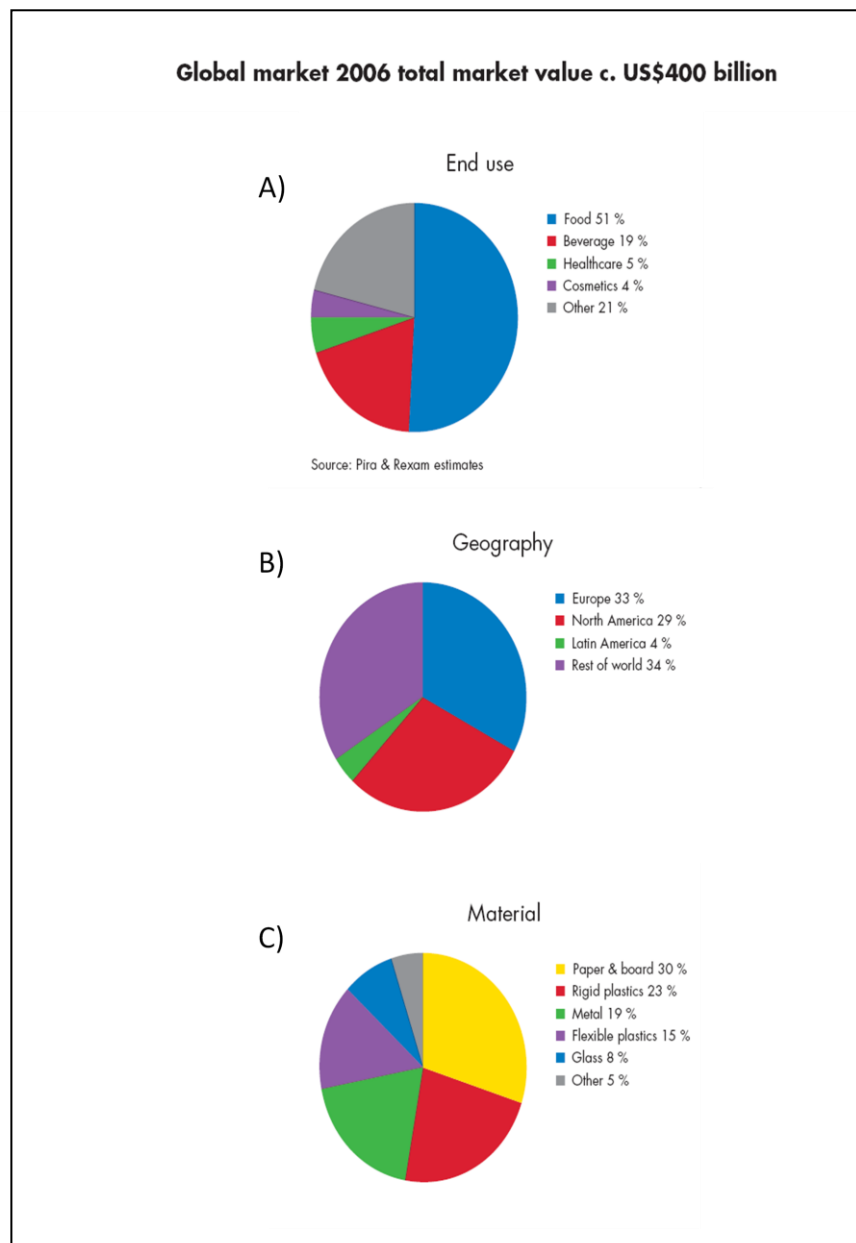 Global market 2006 total market value c. US$400 billion
A)
End use
Food 51 %
Beverage 19 %
Healthcare 5 %
Cosmetics 4 %
Other 21 %
Source: Pira & Rexam estimates
B)
Geography
Europe 33 %
North America 29 %
Latin America 4 %
Rest of world 34 %
C)
Material
Paper & board 30 %
Rigid plastics 23 %
Metal 19 %
Flexible plastics 15 %
Glass 8 %
Other 5 %